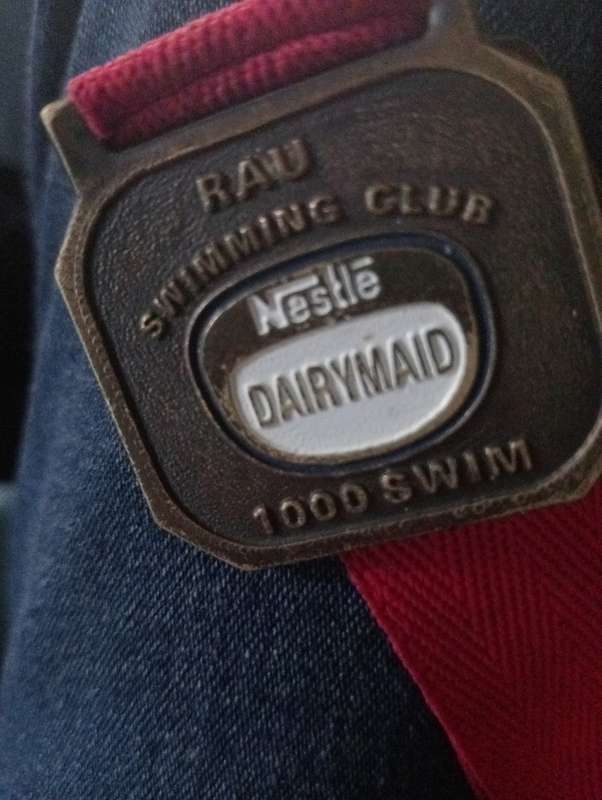 RAU
SWIMMING CLUB
Nestlé
DAIRYMAID
1000 SWIM